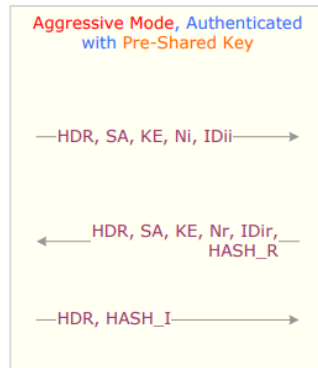 Aggressive Mode, Authenticated
with Pre-Shared Key
HDR, SA, KE, Ni, IDii
HDR, SA, KE, Nr, IDir,
HASH_R
HDR, HASH_I